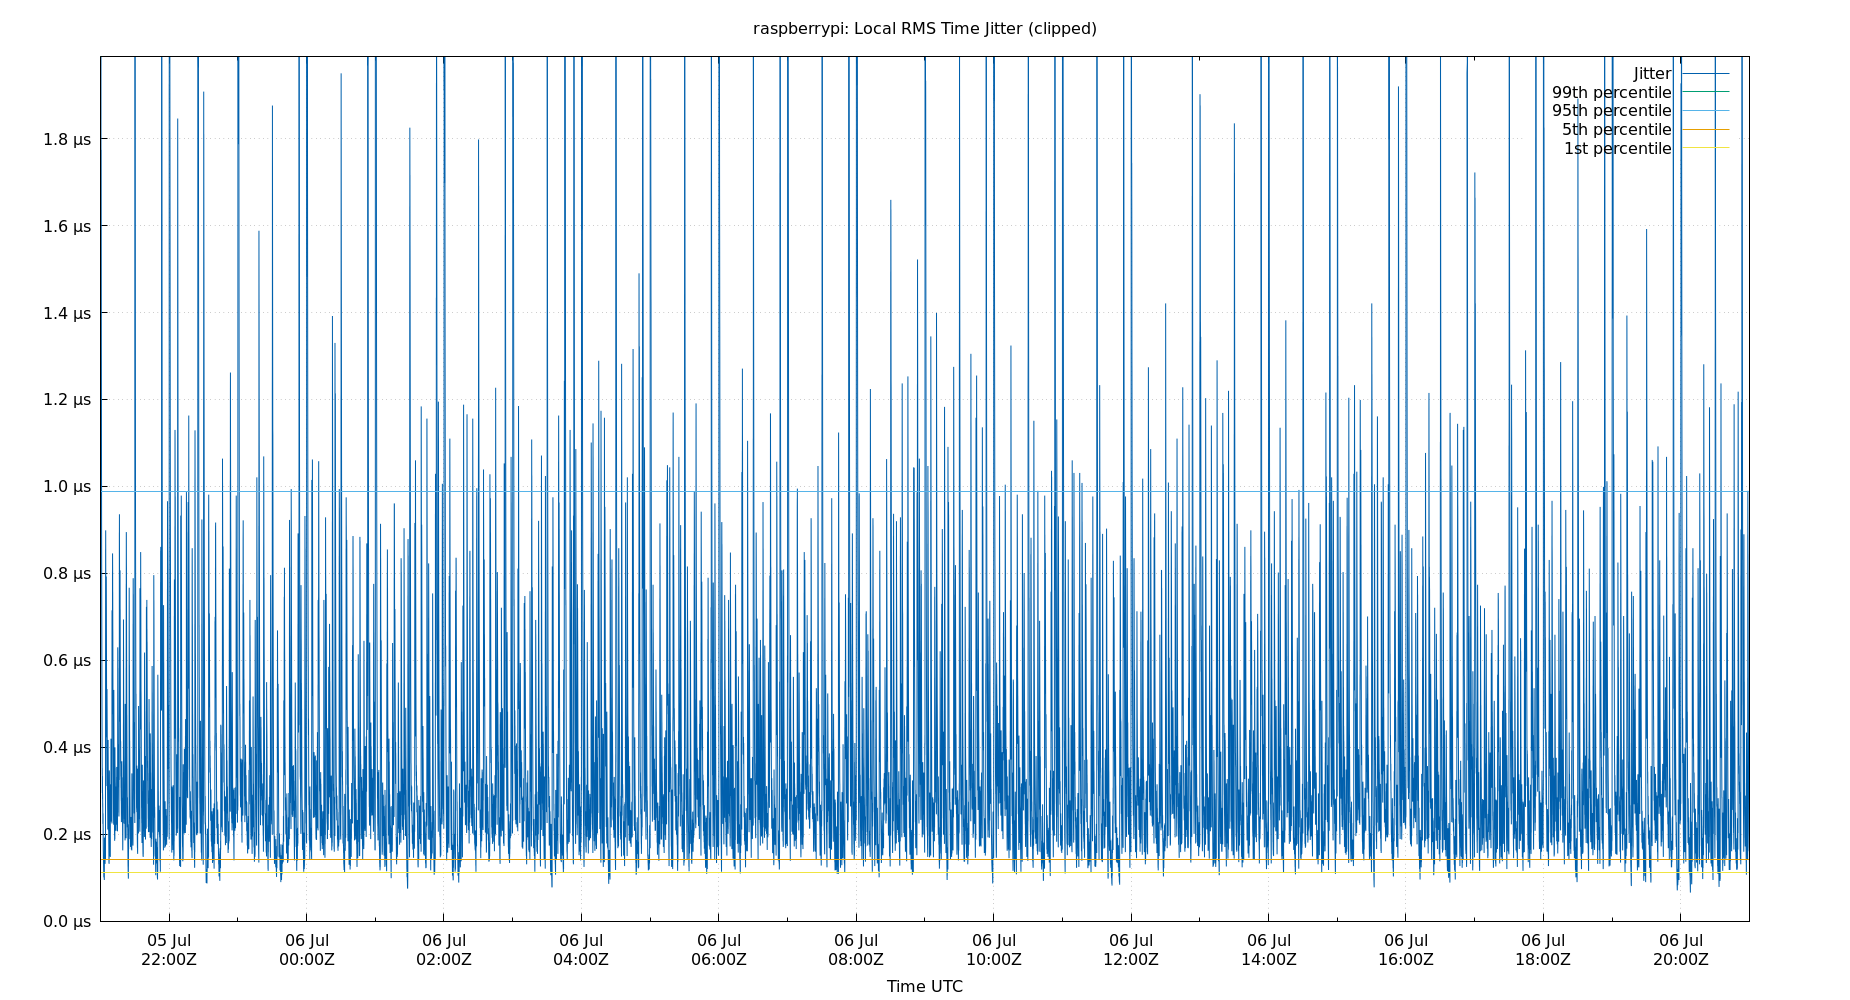 raspberrypi: Local RMS Time Jitter (clipped)
Jitter
99th percentile
95th percentile
5th percentile
1st percentile
1.8 μs
1.6 μs
1.4 μs
1.2 μs
1.0 μs
0.8 μs
0.6 μs
0.4 μs
0.2 μs
0.0 μs
05 Jul 06 Jul 06 Jul 06 Jul 06 Jul 06 Jul 06 Jul 06 Jul 06 Jul 06 Jul 06 Jul 06 Jul
22:00Z 00:00Z 02:00Z 04:00Z 06:00Z 08:00Z 10:00Z 12:00Z 14:00Z 16:00Z 18:00Z 20:00Z
Time UTC